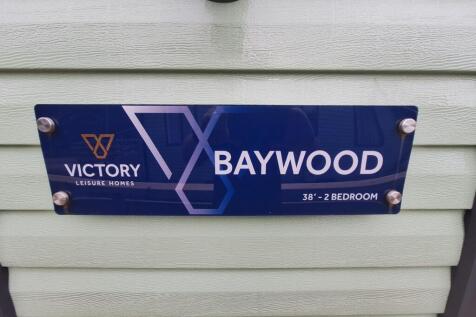 VICTORY
LEISURE HOMES
BAYWOOD
38' - 2 BEDROOM